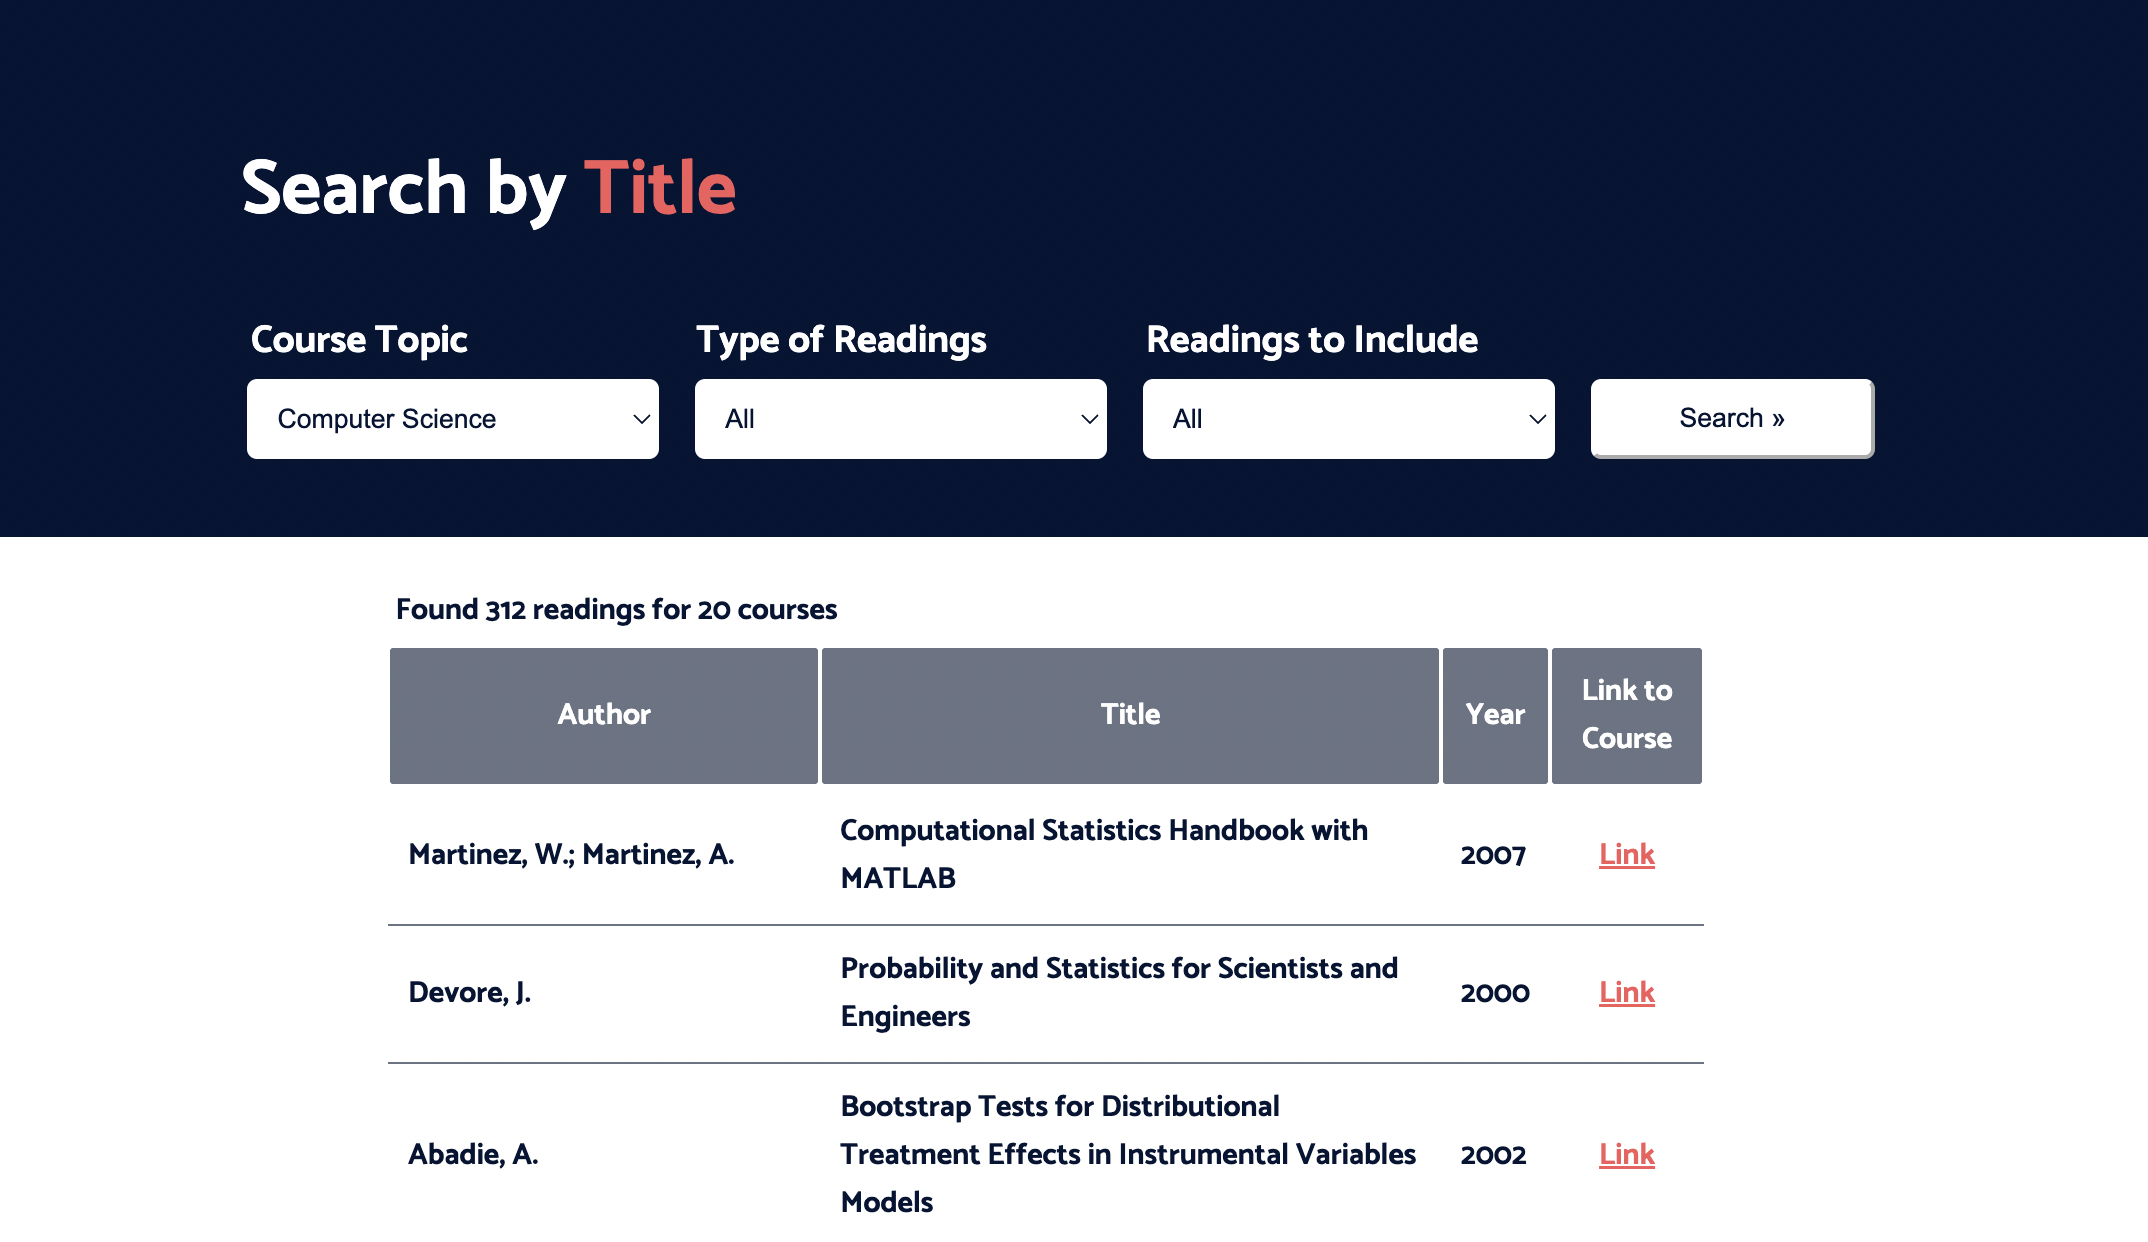 Search by Title
Course Topic
Type of Readings
Readings to Include
Computer Science
All
All
Search »
Found 312 readings for 20 courses
Author
Title
Year
Link to
Course
Martinez, W.; Martinez, A.
Computational Statistics Handbook with
MATLAB
2007
Link
Devore, J.
Probability and Statistics for Scientists and
Engineers
2000
Link
Abadie, A.
Bootstrap Tests for Distributional
Treatment Effects in Instrumental Variables
Models
2002
Link